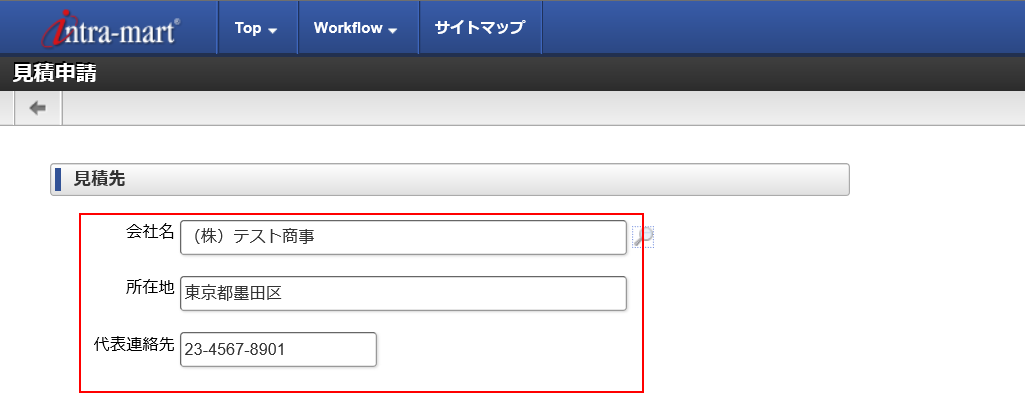 intra-mart®
Top Workflow サイトマップ
見積申請
見積先
会社名 （株）テスト商事
所在地 東京都墨田区
代表連絡先 23-4567-8901